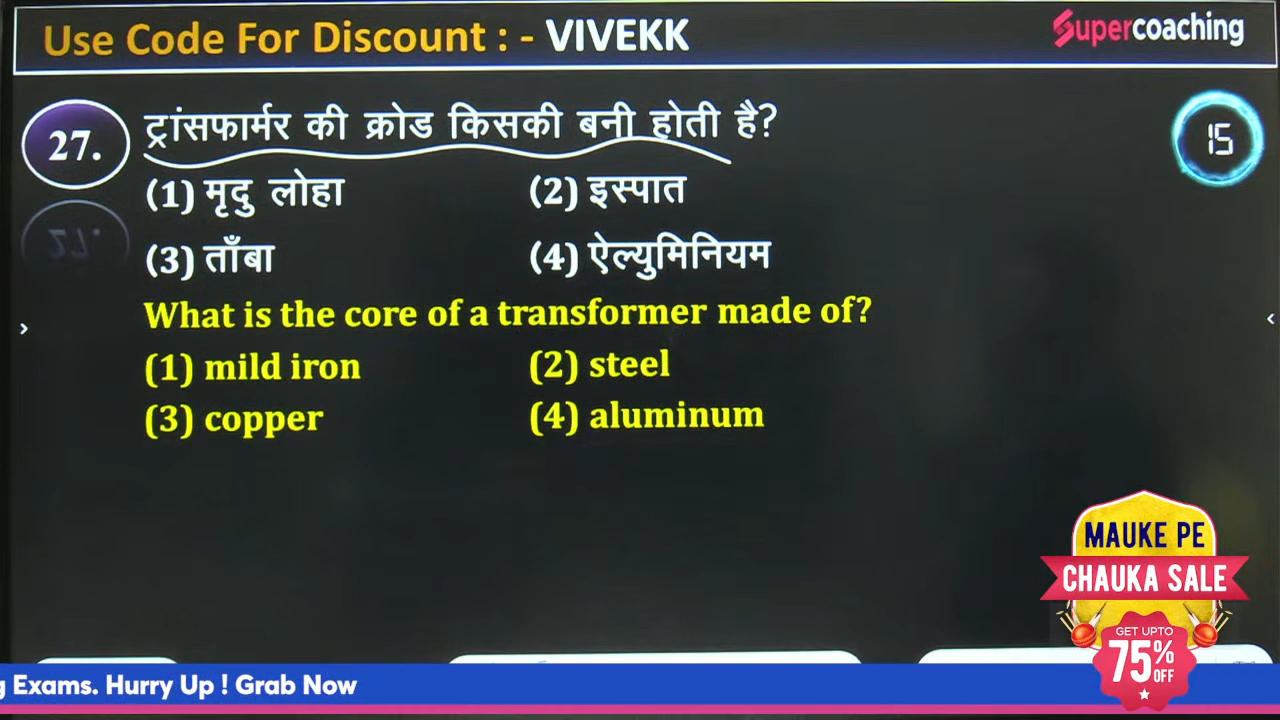 Use Code For Discount : - VIVEKK
Supercoaching
27.
ट्रांसफार्मर की क्रोड किसकी बनी होती है?
15
(1) मृदु लोहा
(2) इस्पात
(3) ताँबा
(4) ऐल्युमिनियम
What is the core of a transformer made of?
(1) mild iron
(2) steel
(3) copper
(4) aluminum
MAUKE PE
CHAUKA SALE
GET UPTO
75% OFF
g Exams. Hurry Up ! Grab Now